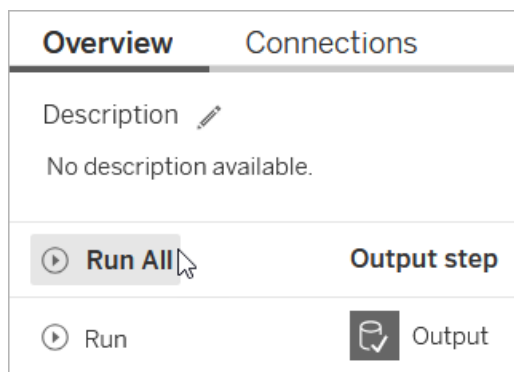 Overview Connections
Description
No description available.
Run All Output step
Run Output